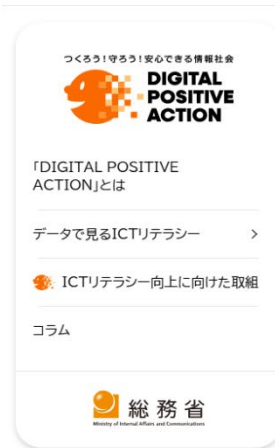 つくろう!守ろう!安心できる情報社会
DIGITAL
POSITIVE
ACTION
「DIGITAL POSITIVE
ACTION」とは
データで見るICTリテラシー
ICTリテラシー向上に向けた取組
コラム
総務省
Ministry of Internal Affairs and Communications